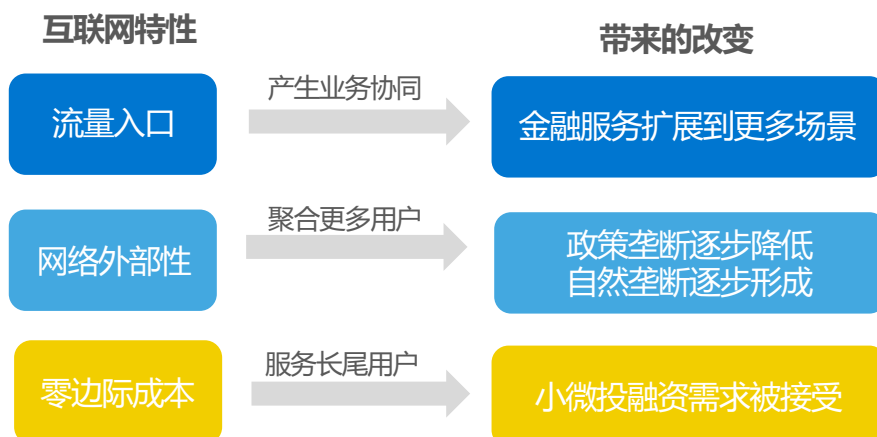 互联网特性
带来的改变
流量入口
产生业务协同
金融服务扩展到更多场景
网络外部性
聚合更多用户
政策垄断逐步降低
自然垄断逐步形成
零边际成本
服务长尾用户
小微投融资需求被接受